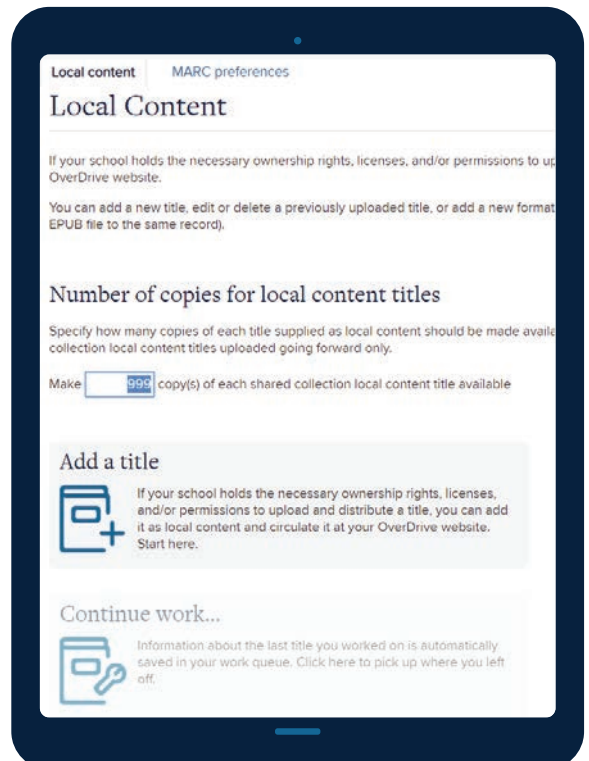 Local content MARC preferences
Local Content
If your school holds the necessary ownership rights, licenses, and/or permissions to up
OverDrive website.
You can add a new title, edit or delete a previously uploaded title, or add a new format
EPUB file to the same record).
Number of copies for local content titles
Specify how many copies of each title supplied as local content should be made availa
collection local content titles uploaded going forward only.
Make 999 copy(s) of each shared collection local content title available
Add a title
If your school holds the necessary ownership rights, licenses,
and/or permissions to upload and distribute a title, you can add
it as local content and circulate it at your OverDrive website.
Start here.
Continue work...
Information about the last title you worked on is automatically
saved in your work queue. Click here to pick up where you left
off.